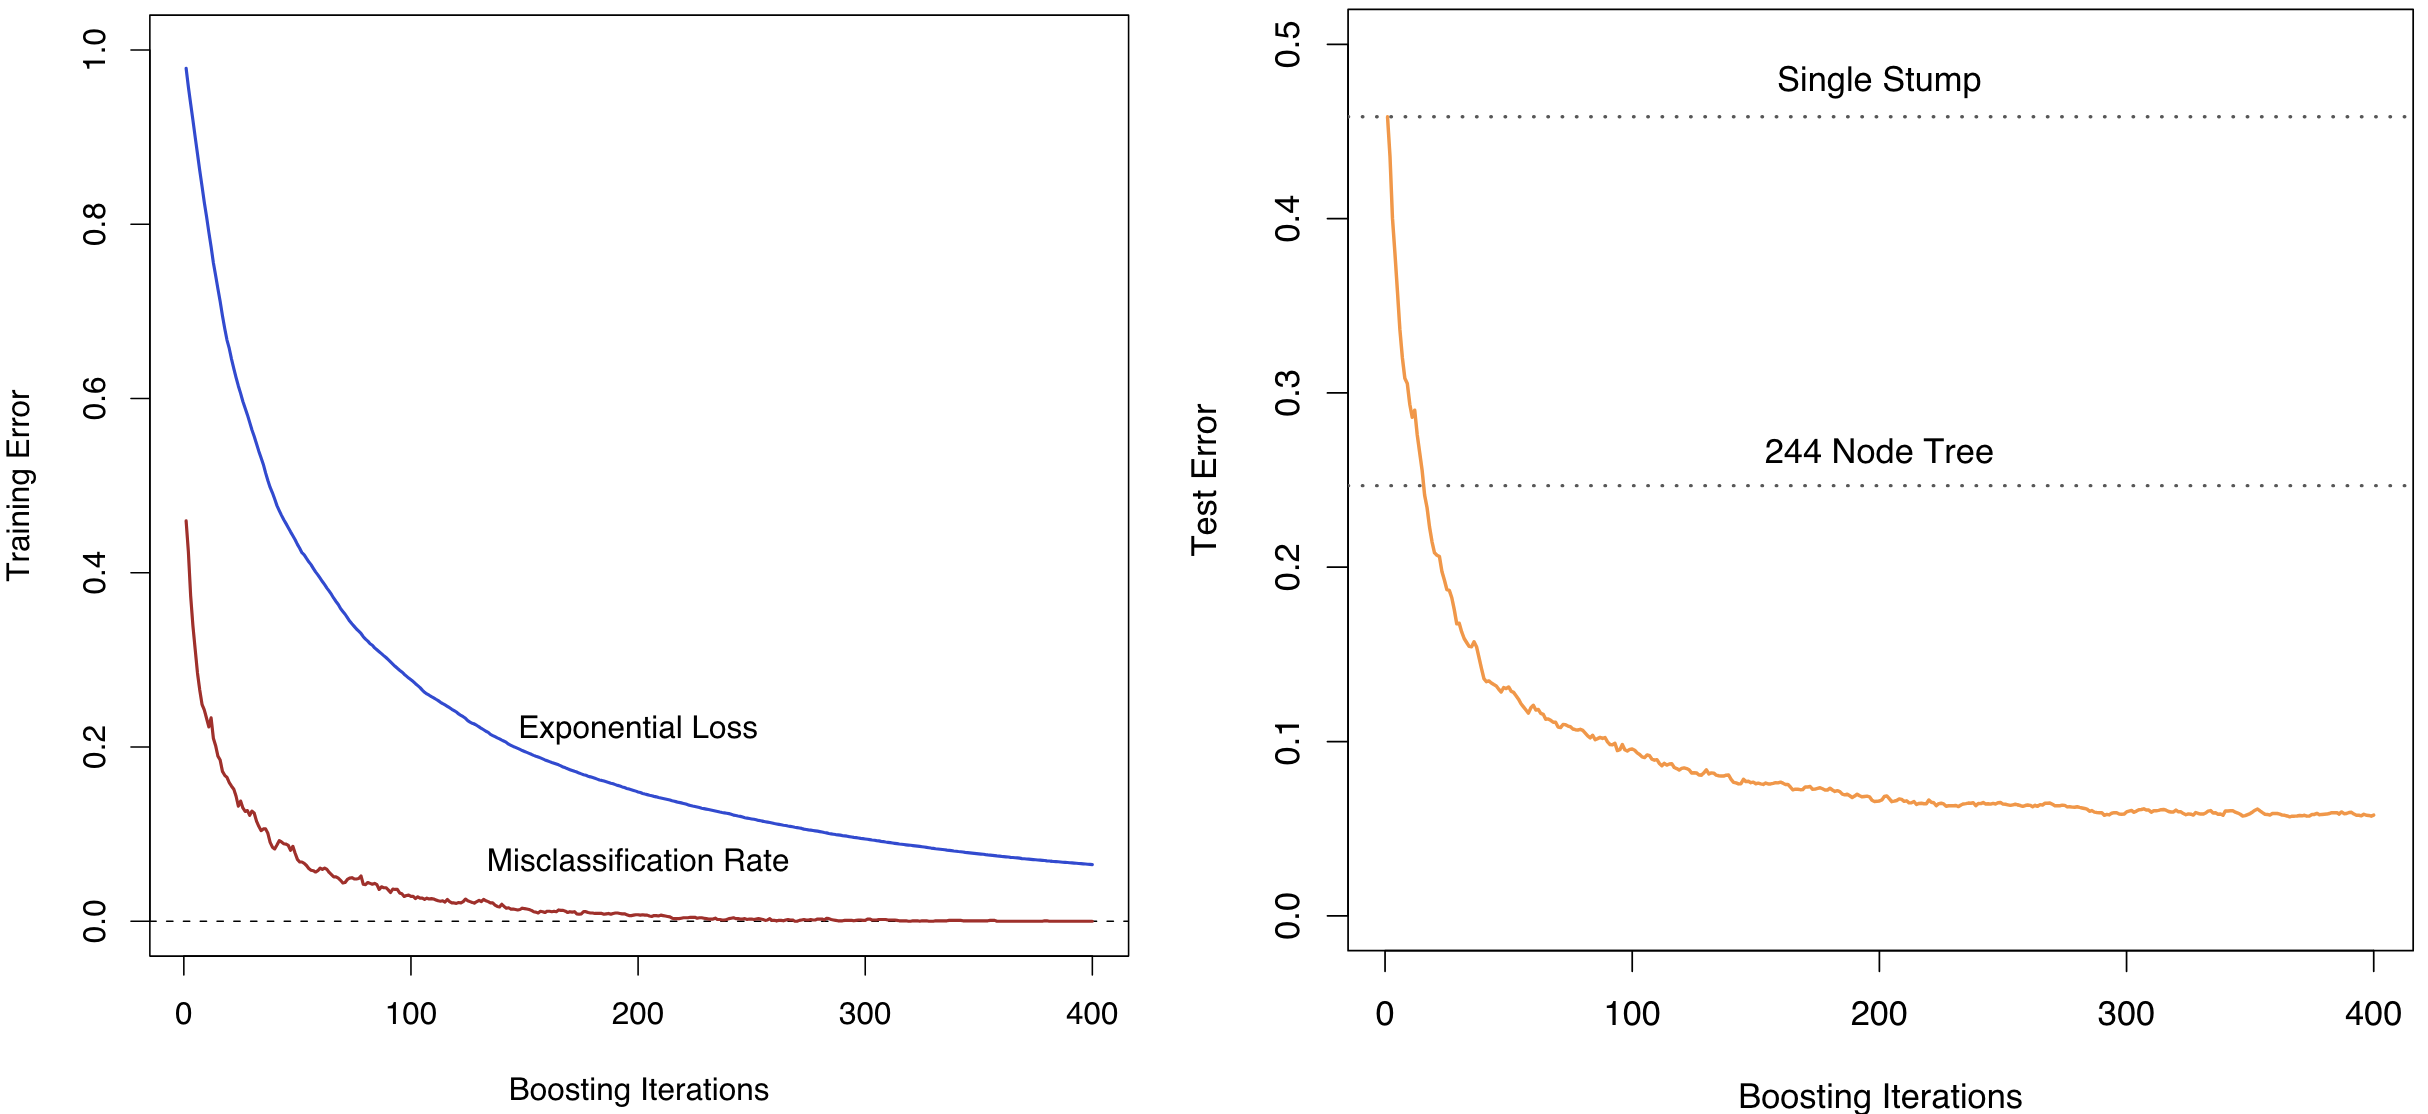 Training Error
1.0
0.8
0.6
0.4
0.2
0.0
Exponential Loss
Misclassification Rate
0 100 200 300 400
Boosting Iterations
Test Error
0.5
0.4
0.3
0.2
0.1
0.0
Single Stump
244 Node Tree
0 100 200 300 400
Boosting Iterations